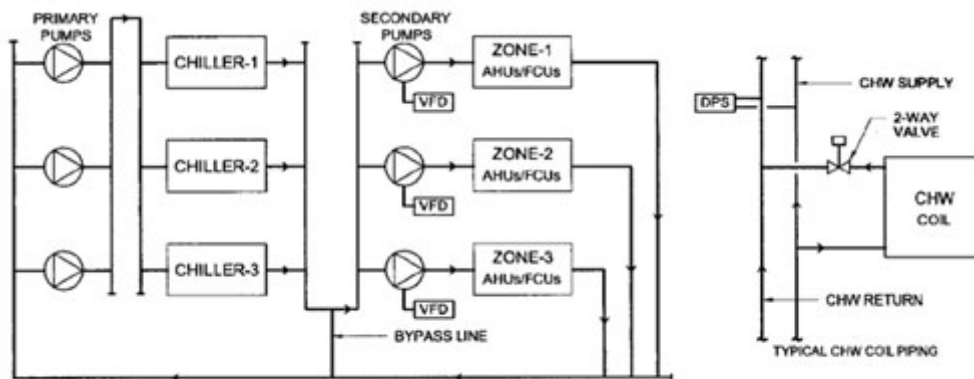 PRIMARY
PUMPS
SECONDARY
PUMPS
CHILLER-1
VFD
ZONE-1
AHUs/FCUs
CHILLER-2
VFD
ZONE-2
AHUs/FCUs
CHILLER-3
VFD
ZONE-3
AHUs/FCUs
BYPASS LINE
DPS
CHW SUPPLY
2-WAY
VALVE
CHW
COIL
CHW RETURN
TYPICAL CHW COIL PIPING